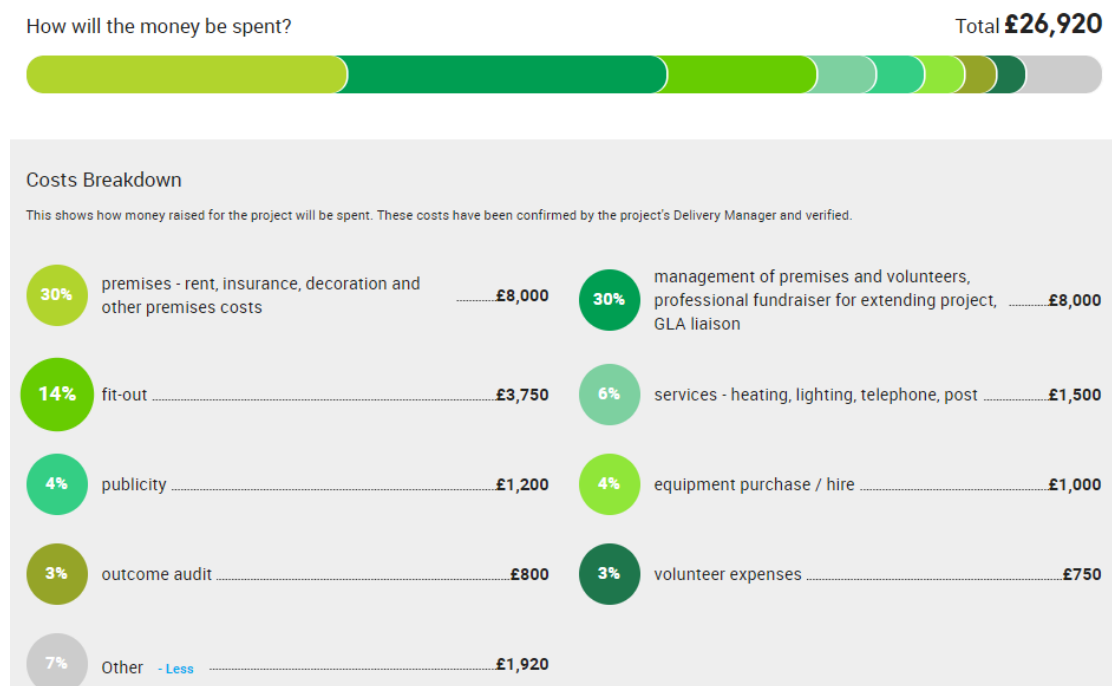 How will the money be spent?
Total £26,920
Costs Breakdown
This shows how money raised for the project will be spent. These costs have been confirmed by the project's Delivery Manager and verified.
30%
premises - rent, insurance, decoration and
other premises costs
£8,000
30%
management of premises and volunteers,
professional fundraiser for extending project,
GLA liaison
£8,000
14%
fit-out
£3,750
6%
services - heating, lighting, telephone, post
£1,500
4%
publicity
£1,200
4%
equipment purchase / hire
£1,000
3%
outcome audit
£800
3%
volunteer expenses
£750
7%
Other - Less
£1,920